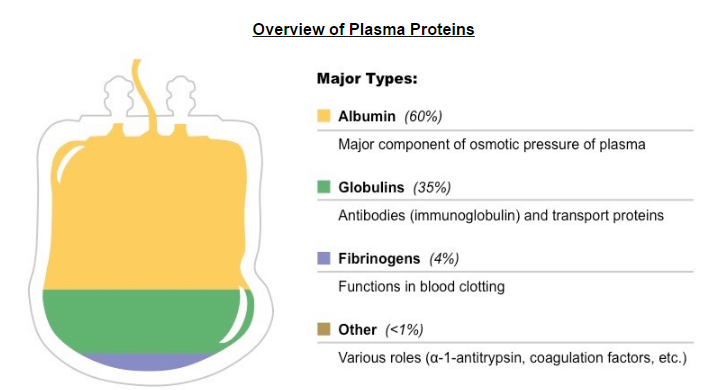 Overview of Plasma Proteins
Major Types:
Albumin (60%)
Major component of osmotic pressure of plasma
Globulins (35%)
Antibodies (immunoglobulin) and transport proteins
Fibrinogens (4%)
Functions in blood clotting
Other (<1%)
Various roles (α-1-antitrypsin, coagulation factors, etc.)